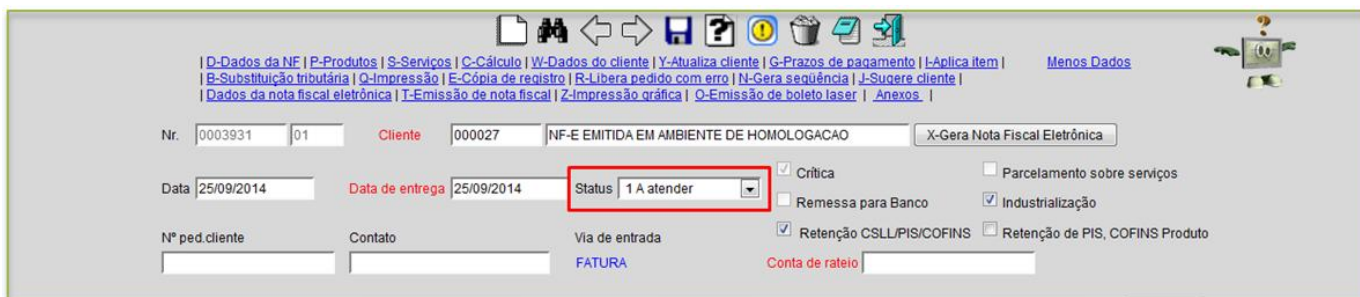 | D-Dados da NF | P-Produtos | S-Serviços | C-Cálculo | W-Dados do cliente | Y-Atualiza cliente | G-Prazos de pagamento | I-Aplica item | Menos Dados
| B-Substituição tributária | Q-Impressão | E-Cópia de registro | R-Libera pedido com erro | N-Gera seqüência | J-Sugere cliente |
| Dados da nota fiscal eletrônica | T-Emissão de nota fiscal | Z-Impressão gráfica | O-Emissão de boleto laser | Anexos |
Nr. 0003931 01 Cliente 000027 NF-E EMITIDA EM AMBIENTE DE HOMOLOGACAO X-Gera Nota Fiscal Eletrônica
Crítica Parcelamento sobre serviços
Data 25/09/2014 Data de entrega 25/09/2014 Status 1 A atender
Remessa para Banco Industrialização
Retenção CSLL/PIS/COFINS Retenção de PIS, COFINS Produto
Nº ped.cliente Contato Via de entrada
FATURA Conta de rateio